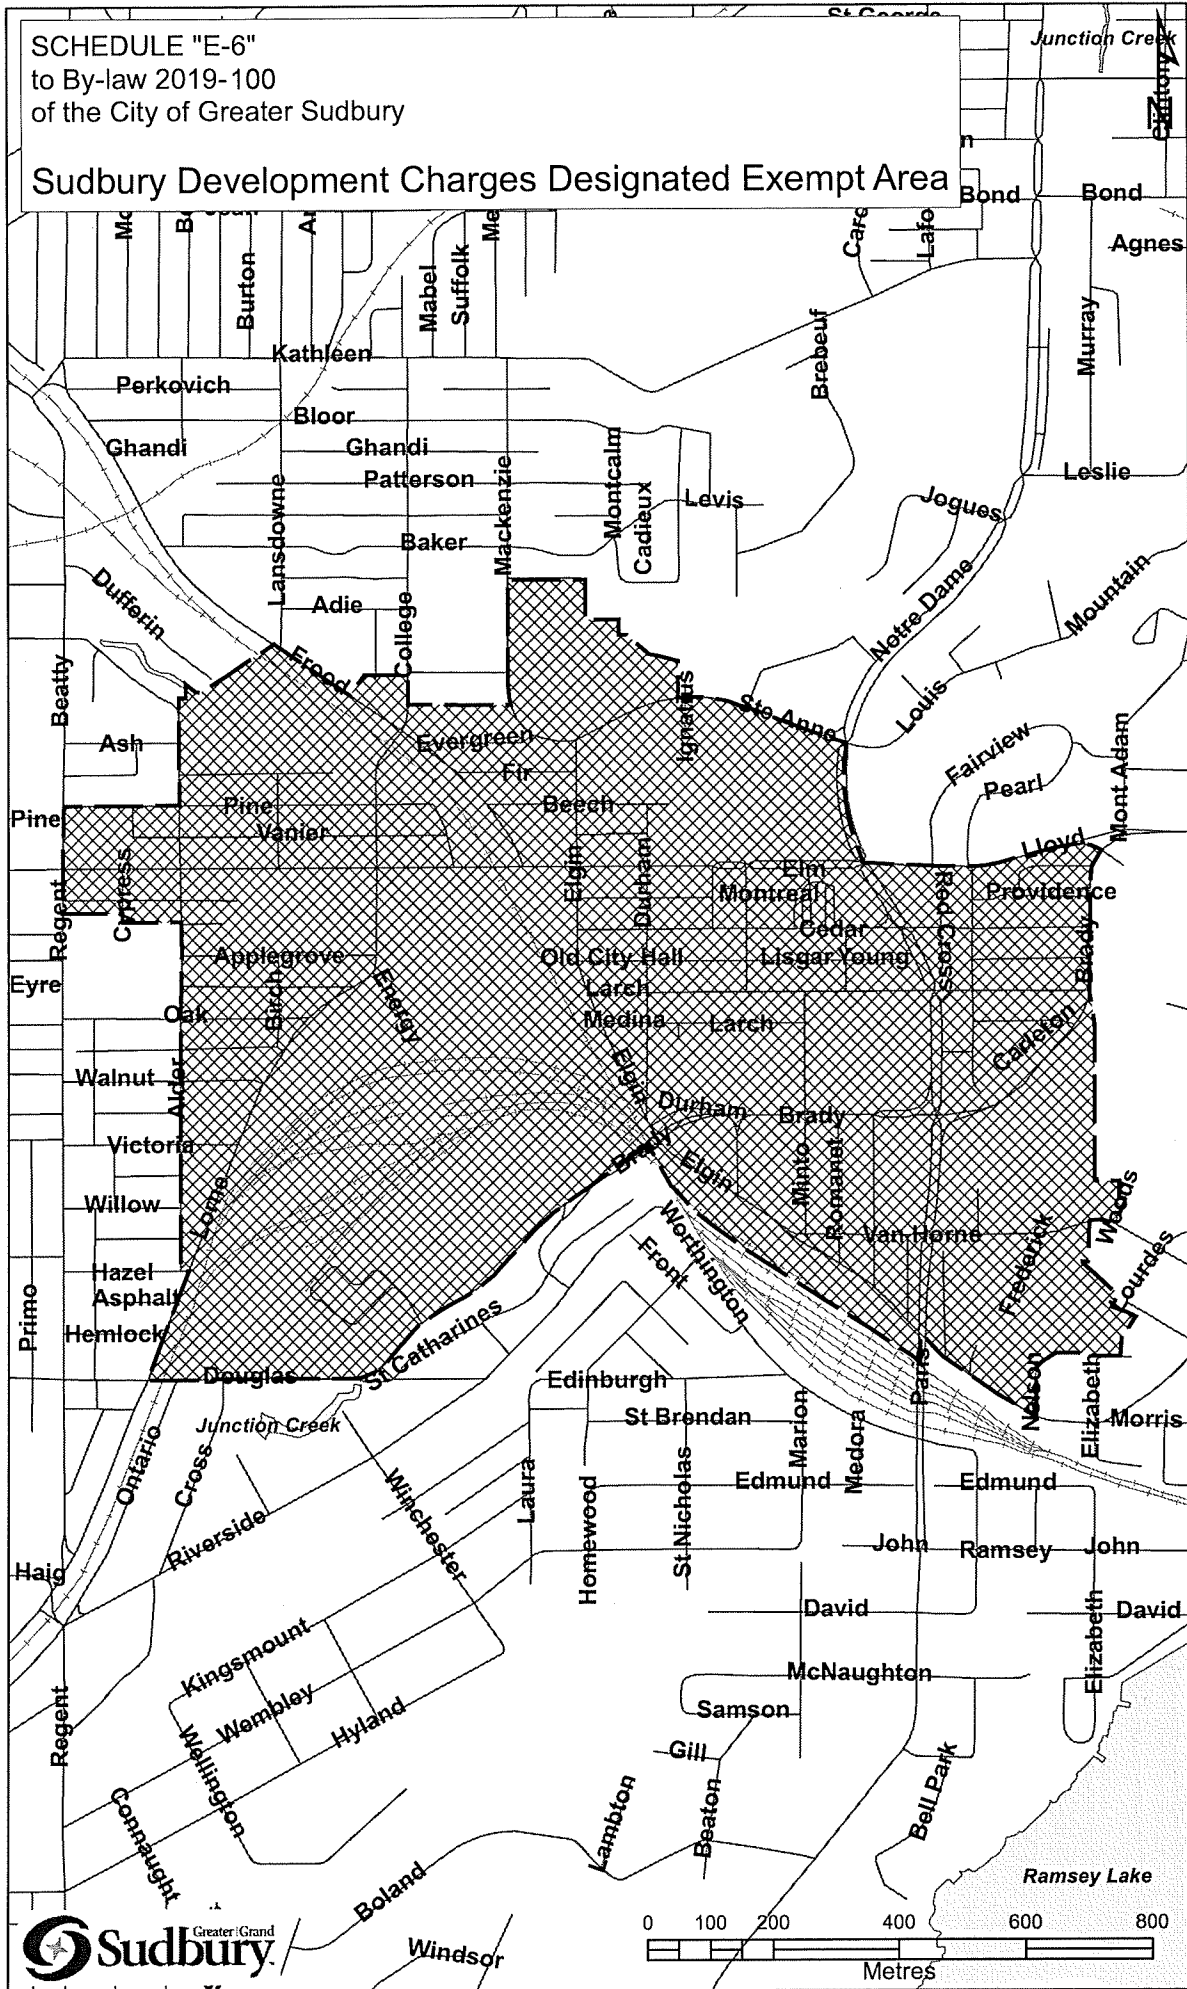 St George
Junction Creek
SCHEDULE "E-6"
to By-law 2019-100
of the City of Greater Sudbury
Sudbury Development Charges Designated Exempt Area
N
Bond
Bond
Agnes
Burton
Mabel
Suffolk
Murray
Brebeuf
Kathleen
Perkovich
Bloor
Ghandi
Ghandi
Patterson
Lansdowne
Mackenzie
Montcalm
Cadieux
Levis
Leslie
Jogues
Baker
Dufferin
Adie
College
Notre Dame
Mountain
Frood
Beatty
Ignatius
Ste Anne
Louis
Ash
Evergreen
Fir
Fairview
Pearl
Mont Adam
Pine
Pine
Vanier
Beech
Lloyd
Cypress
Elgin
Durham
Elm
Montreal
Red Cross
Providence
Regent
Cedar
Brady
Applegrove
Old City Hall
Lisgar
Young
Eyre
Birch
Energy
Larch
Oak
Medina
Larch
Carleton
Walnut
Alder
Elgin
Durham
Brady
Victoria
Brady
Elgin
Minto
Romanet
Willow
Lorne
Van Horne
Frederick
Woods
Worthington
Front
Lourdes
Hazel
Asphalt
Primo
Hemlock
St Catharines
Douglas
Edinburgh
Paris
Nelson
Elizabeth
Junction Creek
St Brendan
Marion
Medora
Morris
Ontario
Cross
Winchester
Laura
Homewood
St Nicholas
Edmund
Edmund
Riverside
John
Ramsey
John
Haig
David
Elizabeth
David
Kingsmount
McNaughton
Wembley
Hyland
Samson
Regent
Wellington
Gill
Bell Park
Connaught
Lambton
Beaton
Boland
Ramsey Lake
Greater Grand
Sudbury
Windsor
0 100 200 400 600 800
Metres